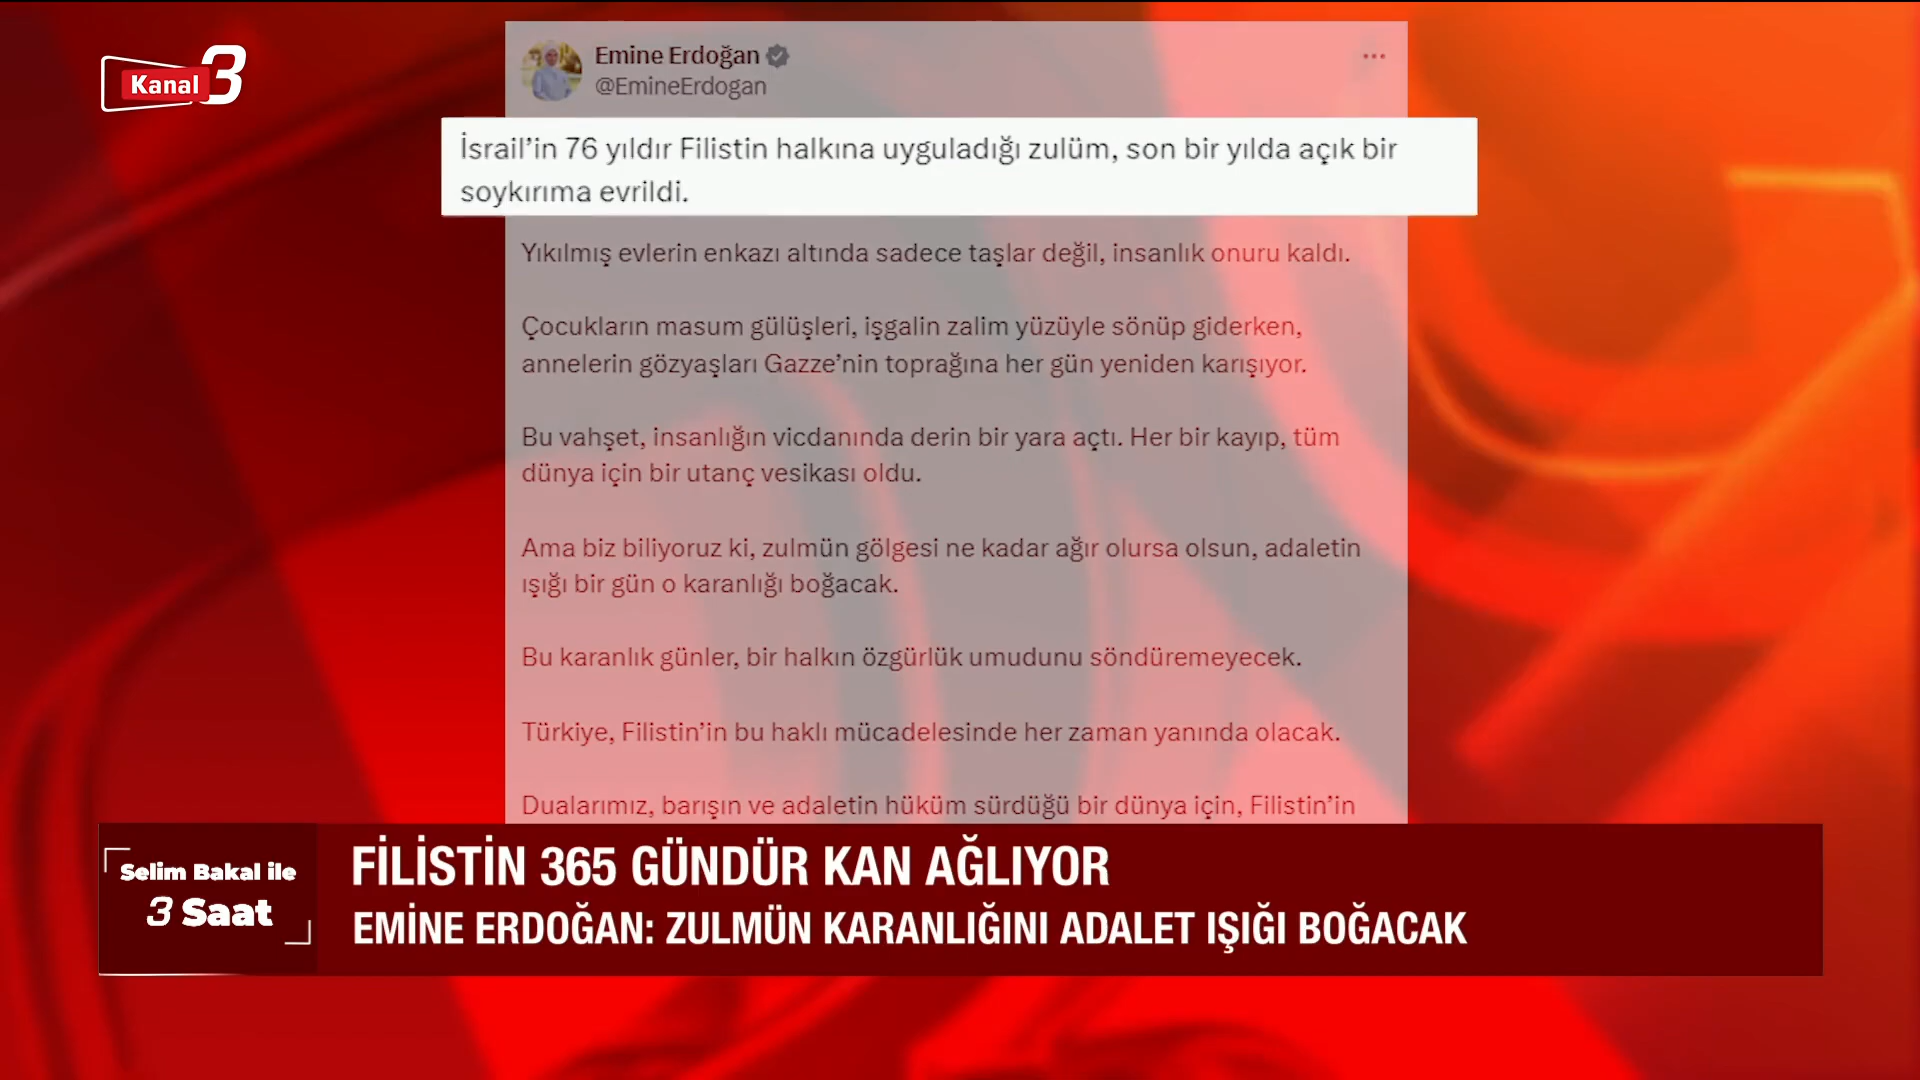 Kanal 3
Emine Erdoğan
@EmineErdogan
İsrail’in 76 yıldır Filistin halkına uyguladığı zulüm, son bir yılda açık bir
soykırıma evrildi.
Yıkılmış evlerin enkazı altında sadece taşlar değil, insanlık onuru kaldı.
Çocukların masum gülüşleri, işgalin zalim yüzüyle sönüp giderken,
annelerin gözyaşları Gazze’nin toprağına her gün yeniden karışıyor.
Bu vahşet, insanlığın vicdanında derin bir yara açtı. Her bir kayıp, tüm
dünya için bir utanç vesikası oldu.
Ama biz biliyoruz ki, zulmün gölgesi ne kadar ağır olursa olsun, adaletin
ışığı bir gün o karanlığı boğacak.
Bu karanlık günler, bir halkın özgürlük umudunu söndüremeyecek.
Türkiye, Filistin’in bu haklı mücadelesinde her zaman yanında olacak.
Dualarımız, barışın ve adaletin hüküm sürdüğü bir dünya için, Filistin’in
Selim Bakal ile
3 Saat
FİLİSTİN 365 GÜNDÜR KAN AĞLIYOR
EMİNE ERDOĞAN: ZULMÜN KARANLIĞINI ADALET IŞIĞI BOĞACAK